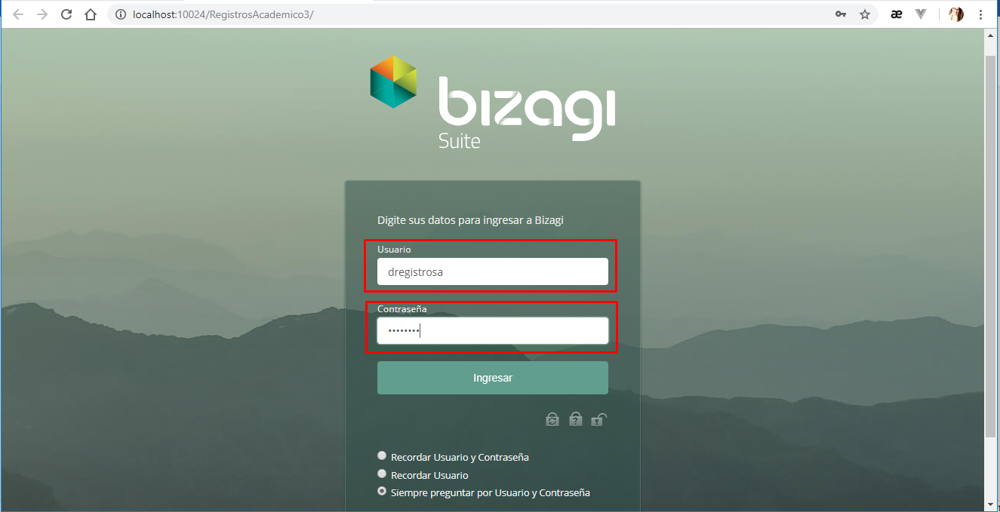 localhost:10024/RegistrosAcademico3/
bizagi
Suite
Digite sus datos para ingresar a Bizagi
Usuario
dregistrosa
Contraseña
••••••••
Ingresar
Recordar Usuario y Contraseña
Recordar Usuario
Siempre preguntar por Usuario y Contraseña